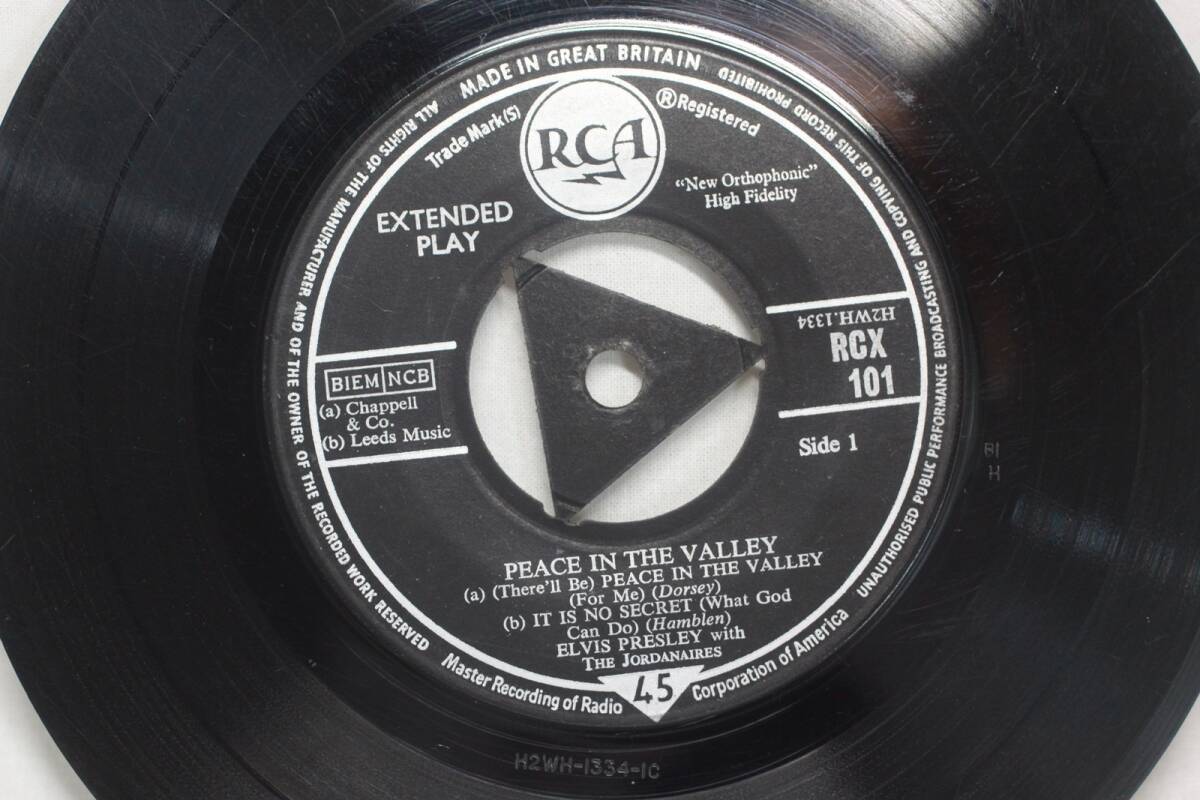 MADE IN GREAT BRITAIN
ALL RIGHTS OF THE MANUFACTURER AND OF THE OWNER OF THE RECORDED WORK RESERVED
UNAUTHORISED PUBLIC PERFORMANCE BROADCASTING AND COPYING OF THIS RECORD PROHIBITED
Trade Mark(s)
RCA
® Registered
"New Orthophonic"
High Fidelity
EXTENDED
PLAY
H2WH.1334
RCX
101
BIEM NCB
(a) Chappell
& Co.
(b) Leeds Music
Side 1
PEACE IN THE VALLEY
(a) (There'll Be) PEACE IN THE VALLEY
(For Me) (Dorsey)
(b) IT IS NO SECRET (What God
Can Do) (Hamblen)
ELVIS PRESLEY with
THE JORDANAIRES
Master Recording of Radio Corporation of America
45
H2WH-1334-1C